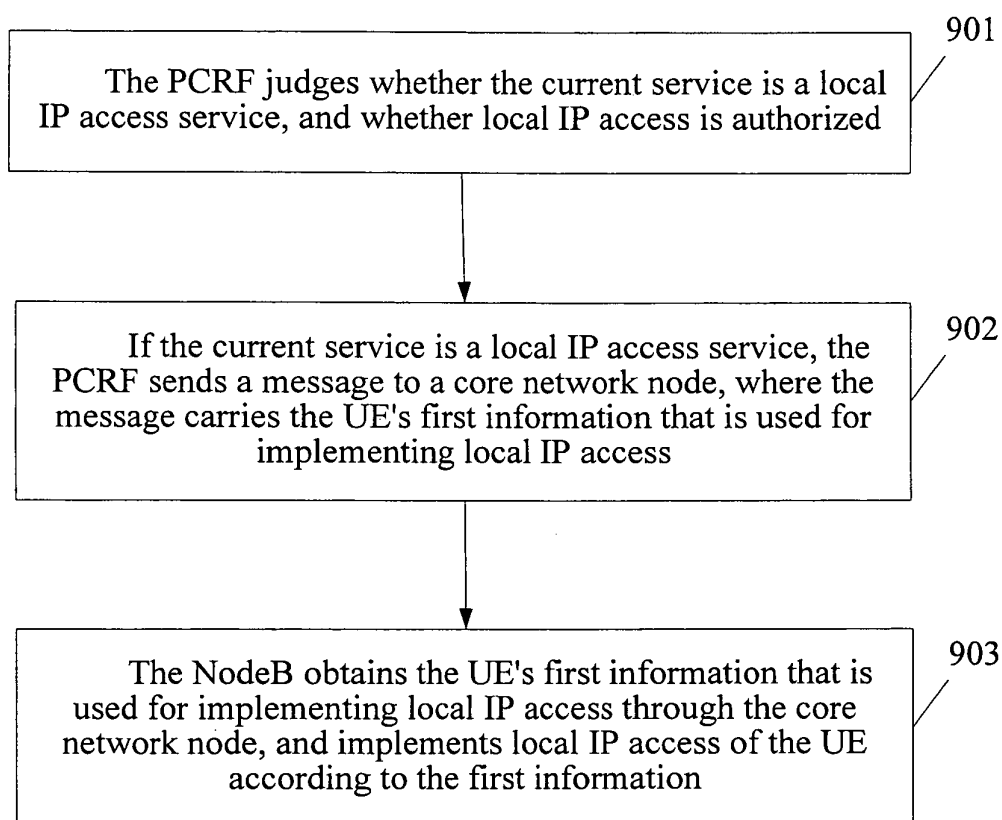 901
The PCRF judges whether the current service is a local
IP access service, and whether local IP access is authorized
902
If the current service is a local IP access service, the
PCRF sends a message to a core network node, where the
message carries the UE's first information that is used for
implementing local IP access
903
The NodeB obtains the UE's first information that is
used for implementing local IP access through the core
network node, and implements local IP access of the UE
according to the first information